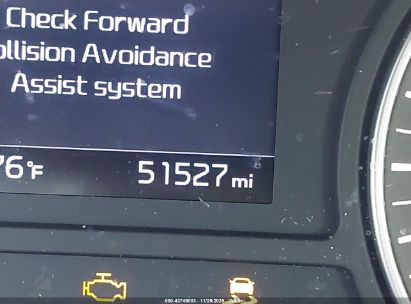 Check Forward
ollision Avoidance
Assist system
76°F
51527 mi